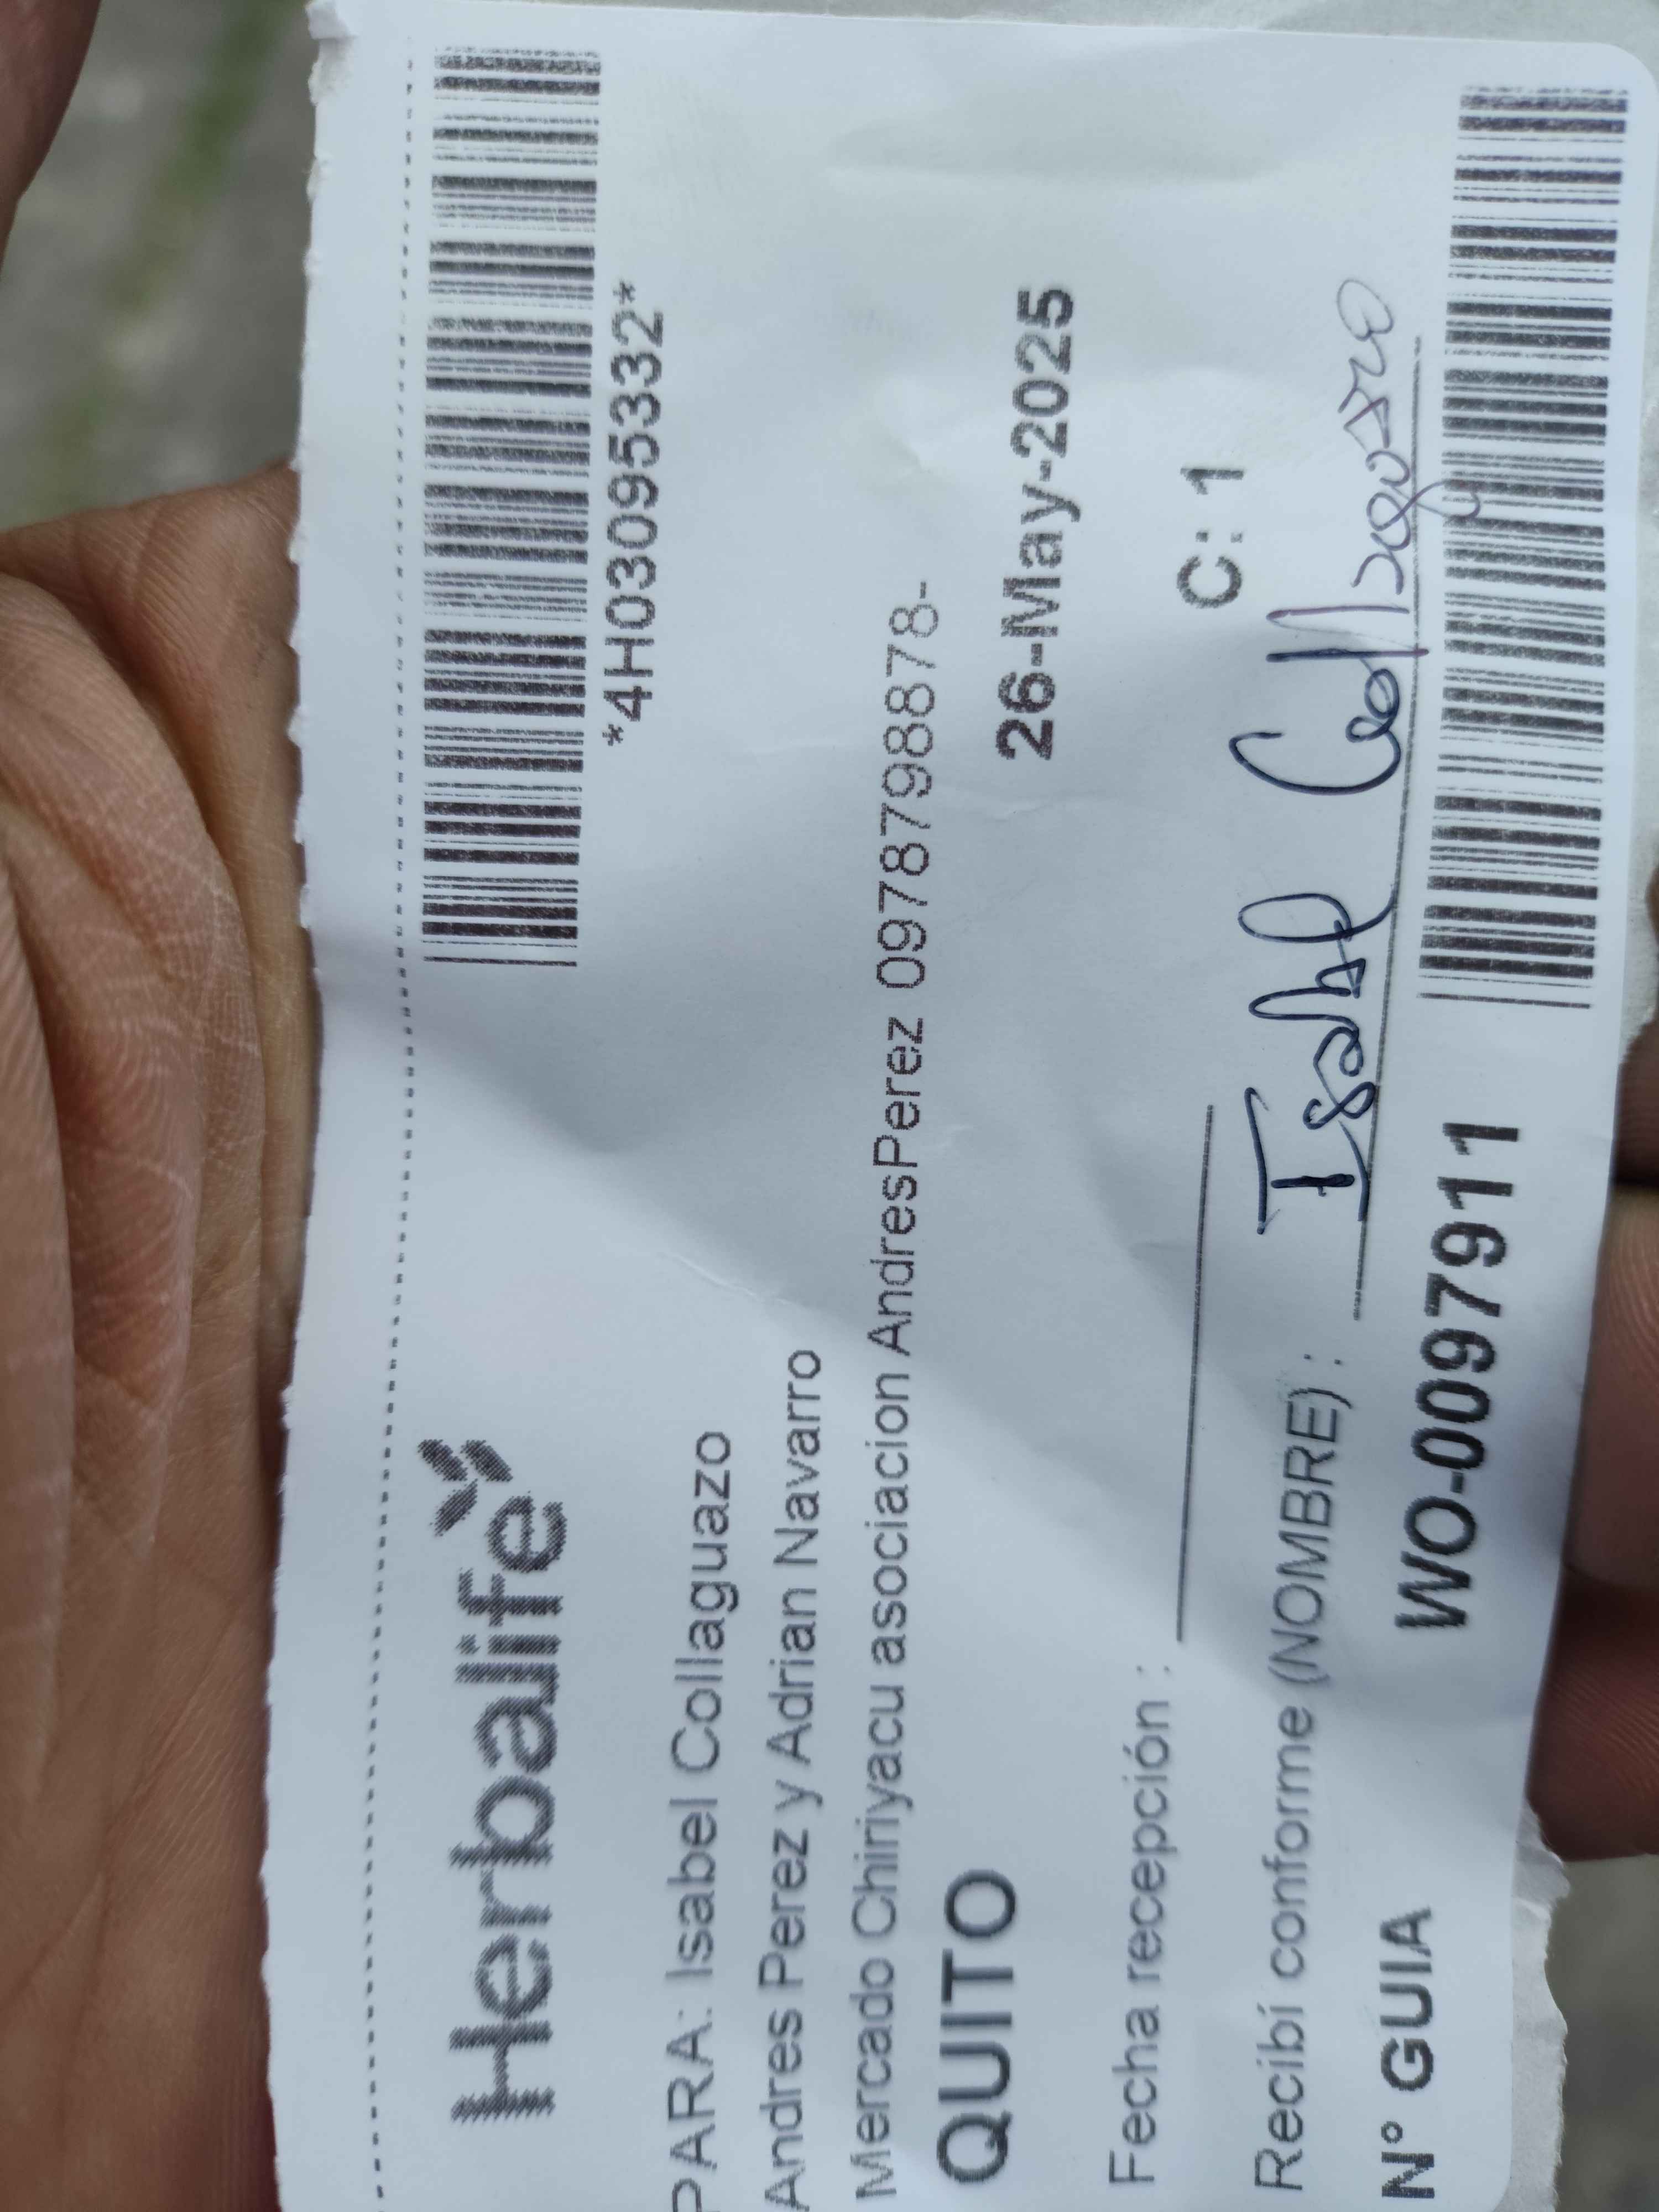 Herbalife
*4H03095332*
PARA: Isabel Collaguazo
Andres Perez y Adrian Navarro
Mercado Chiriyacu asociacion AndresPerez 0978798878-
QUITO
26-May-2025
C: 1
Fecha recepción :
Recibí conforme (NOMBRE) : Isabel Collaguazo
N° GUIA WO-0097911